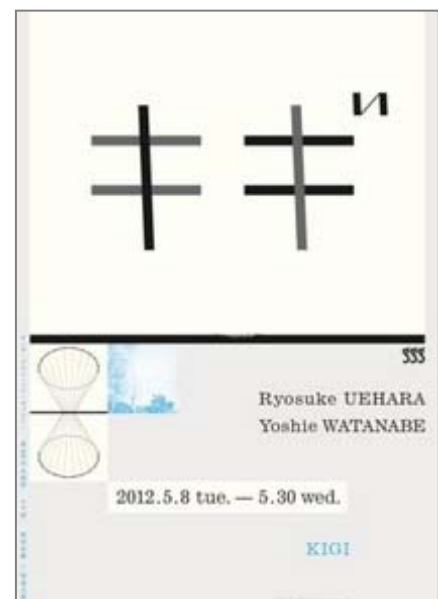 キギ
ggg
Ryosuke UEHARA
Yoshie WATANABE
2012.5.8 tue. — 5.30 wed.
KIGI